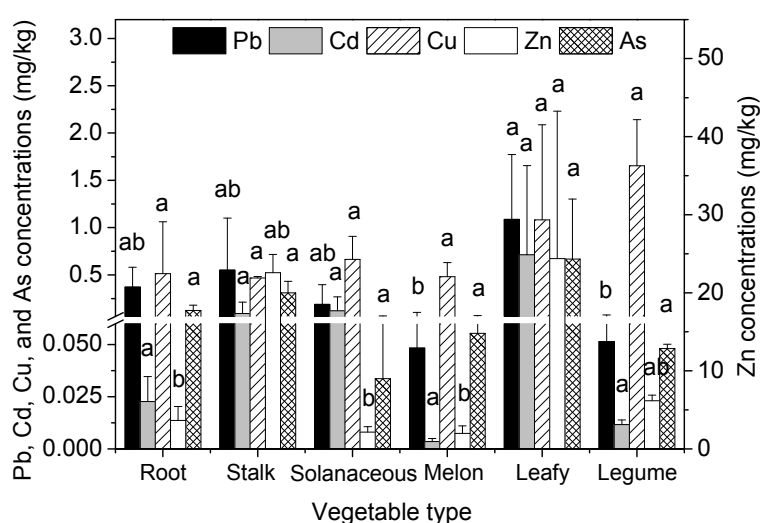 Pb, Cd, Cu, and As concentrations (mg/kg)
3.0
2.5
2.0
1.5
1.0
0.5
0.050
0.025
0.000
Pb Cd Cu Zn As
ab a a b a
ab a a ab a
ab a a b a
b a a b a
a a a a a
b a a ab a
50
40
30
20
10
0
Zn concentrations (mg/kg)
Root Stalk Solanaceous Melon Leafy Legume
Vegetable type